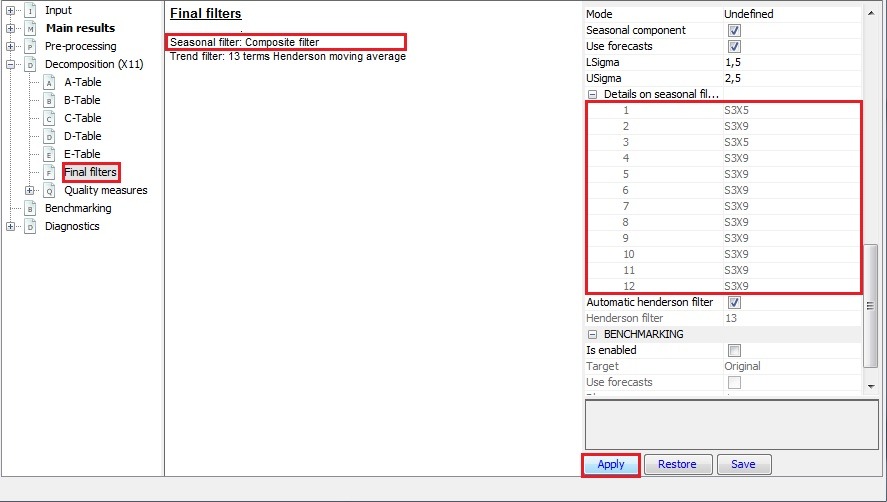 Input
Main results
Pre-processing
Decomposition (X11)
A-Table
B-Table
C-Table
D-Table
E-Table
Final filters
Quality measures
Benchmarking
Diagnostics
Final filters
Seasonal filter: Composite filter
Trend filter: 13 terms Henderson moving average
Mode Undefined
Seasonal component
Use forecasts
LSigma 1,5
USigma 2,5
Details on seasonal fil...
1 S3X5
2 S3X9
3 S3X5
4 S3X9
5 S3X9
6 S3X9
7 S3X9
8 S3X9
9 S3X9
10 S3X9
11 S3X9
12 S3X9
Automatic henderson filter
Henderson filter 13
BENCHMARKING
Is enabled
Target Original
Use forecasts
Apply Restore Save